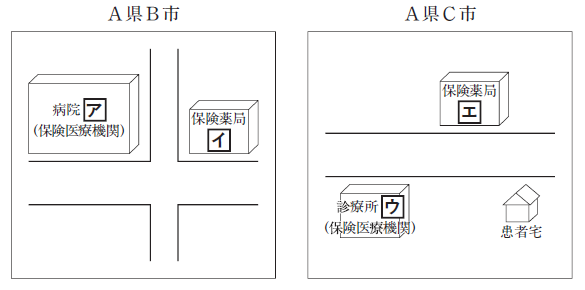 A県B市
A県C市
病院 ア
(保険医療機関)
保険薬局
イ
保険薬局
エ
診療所 ウ
(保険医療機関)
患者宅